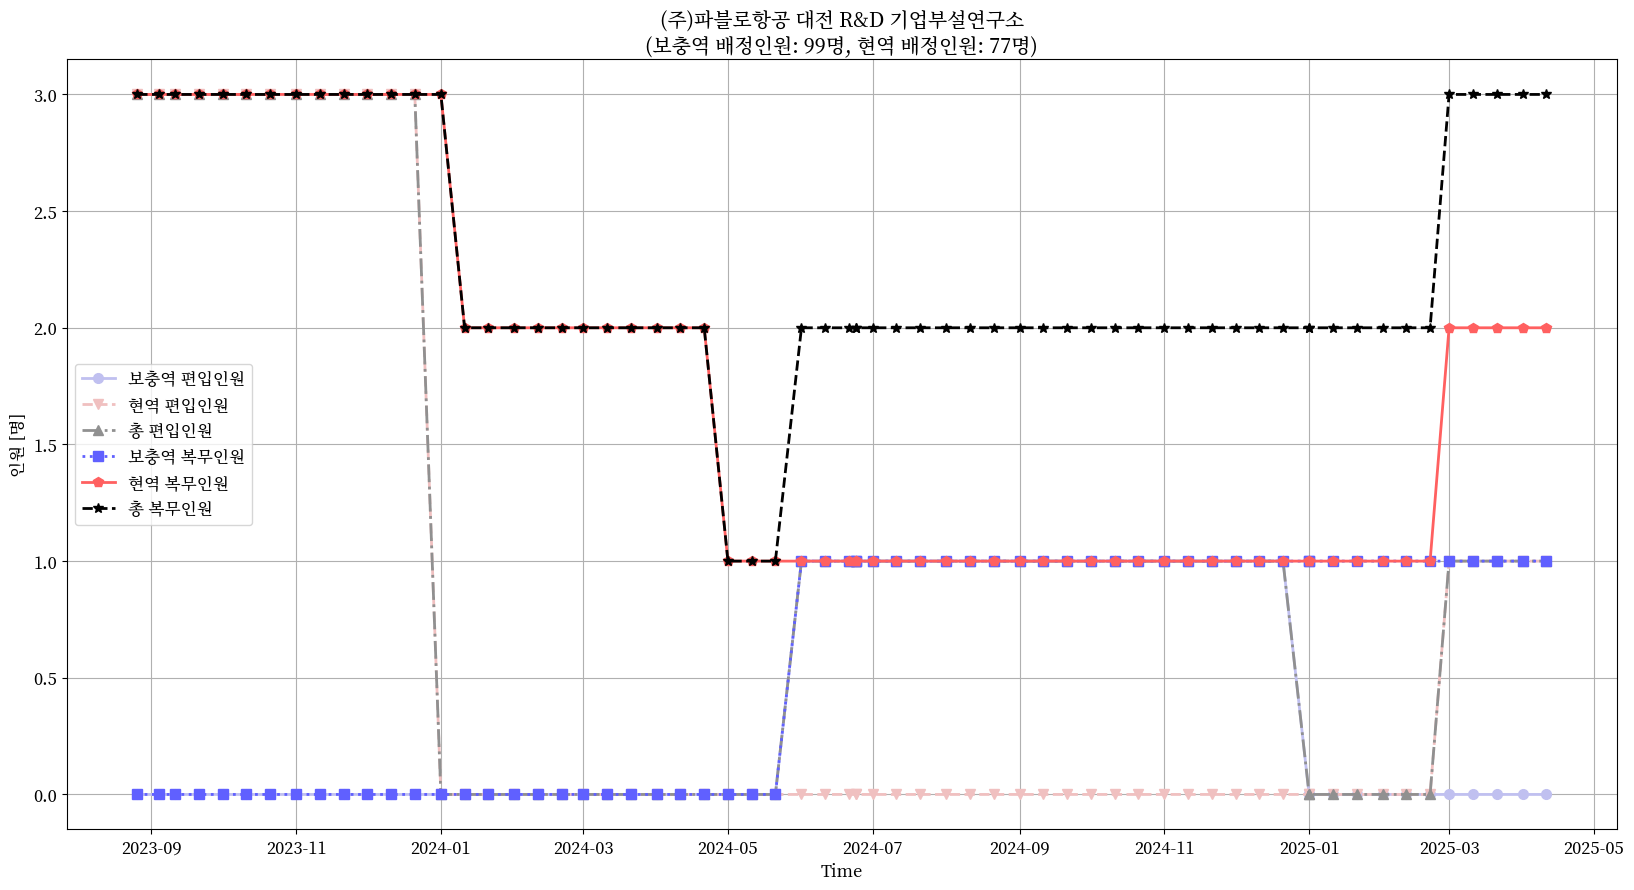 (주)파블로항공 대전 R&D 기업부설연구소
(보충역 배정인원: 99명, 현역 배정인원: 77명)
3.0
2.5
2.0
1.5
1.0
0.5
0.0
인원 [명]
보충역 편입인원
현역 편입인원
총 편입인원
보충역 복무인원
현역 복무인원
총 복무인원
2023-09 2023-11 2024-01 2024-03 2024-05 2024-07 2024-09 2024-11 2025-01 2025-03 2025-05
Time